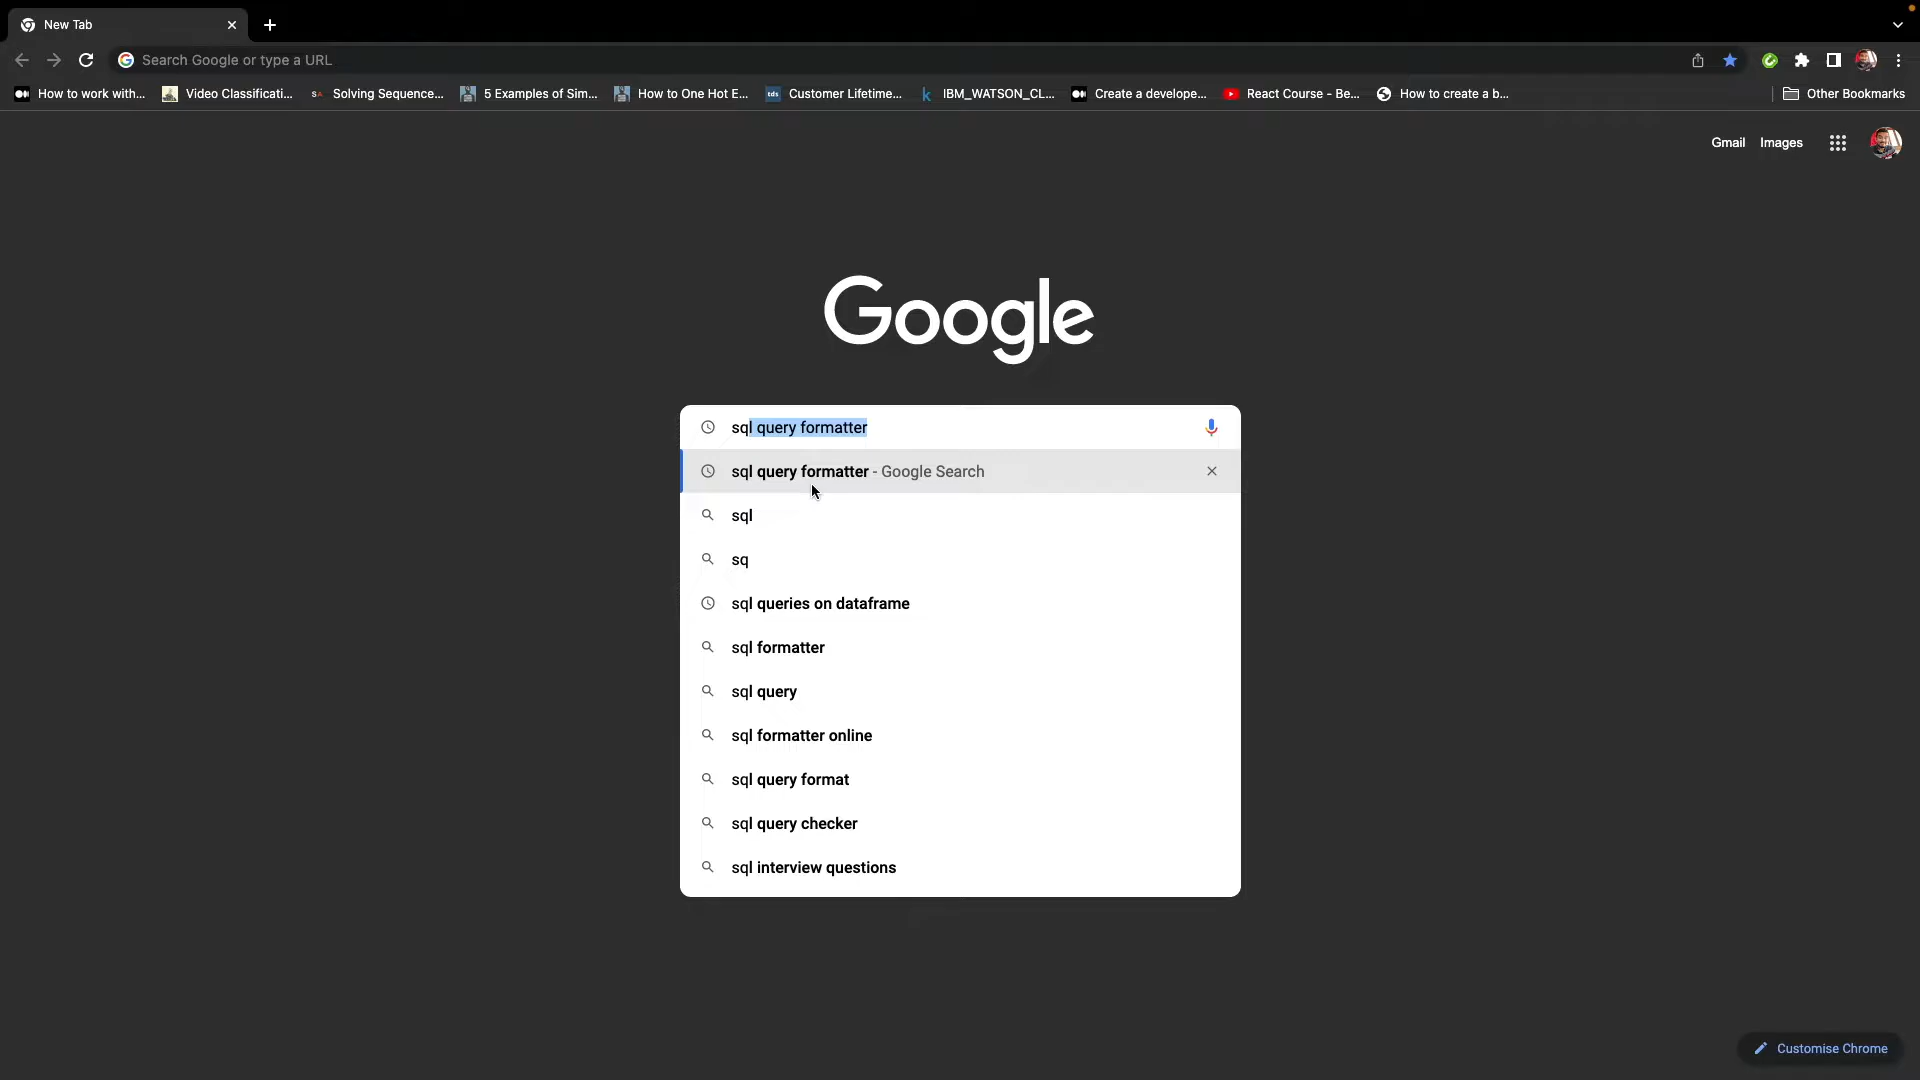 New Tab
Search Google or type a URL
How to work with...
Video Classificati...
Solving Sequence...
5 Examples of Sim...
How to One Hot E...
Customer Lifetime...
IBM_WATSON_CL...
Create a develope...
React Course - Be...
How to create a b...
Other Bookmarks
Gmail Images
Google
sql query formatter
sql query formatter - Google Search
sql
sq
sql queries on dataframe
sql formatter
sql query
sql formatter online
sql query format
sql query checker
sql interview questions
Customise Chrome